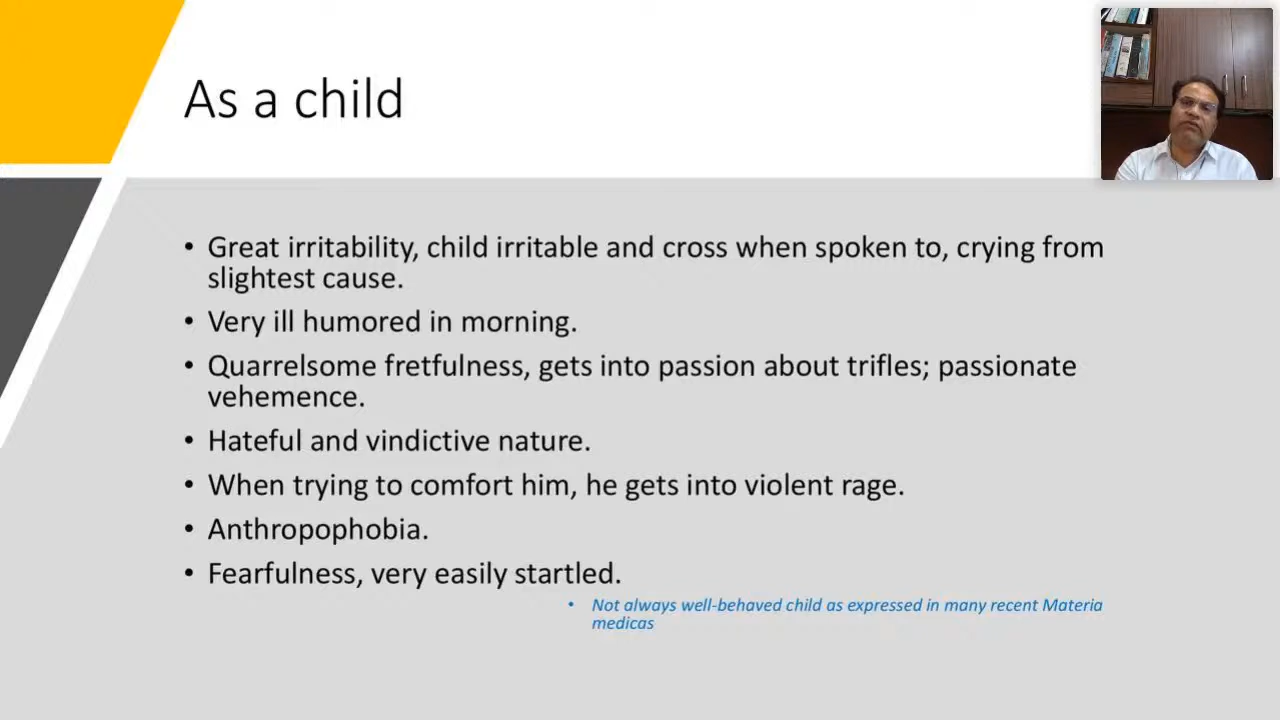 As a child
• Great irritability, child irritable and cross when spoken to, crying from
slightest cause.
• Very ill humored in morning.
• Quarrelsome fretfulness, gets into passion about trifles; passionate
vehemence.
• Hateful and vindictive nature.
• When trying to comfort him, he gets into violent rage.
• Anthropophobia.
• Fearfulness, very easily startled.
• Not always well-behaved child as expressed in many recent Materia
medicas